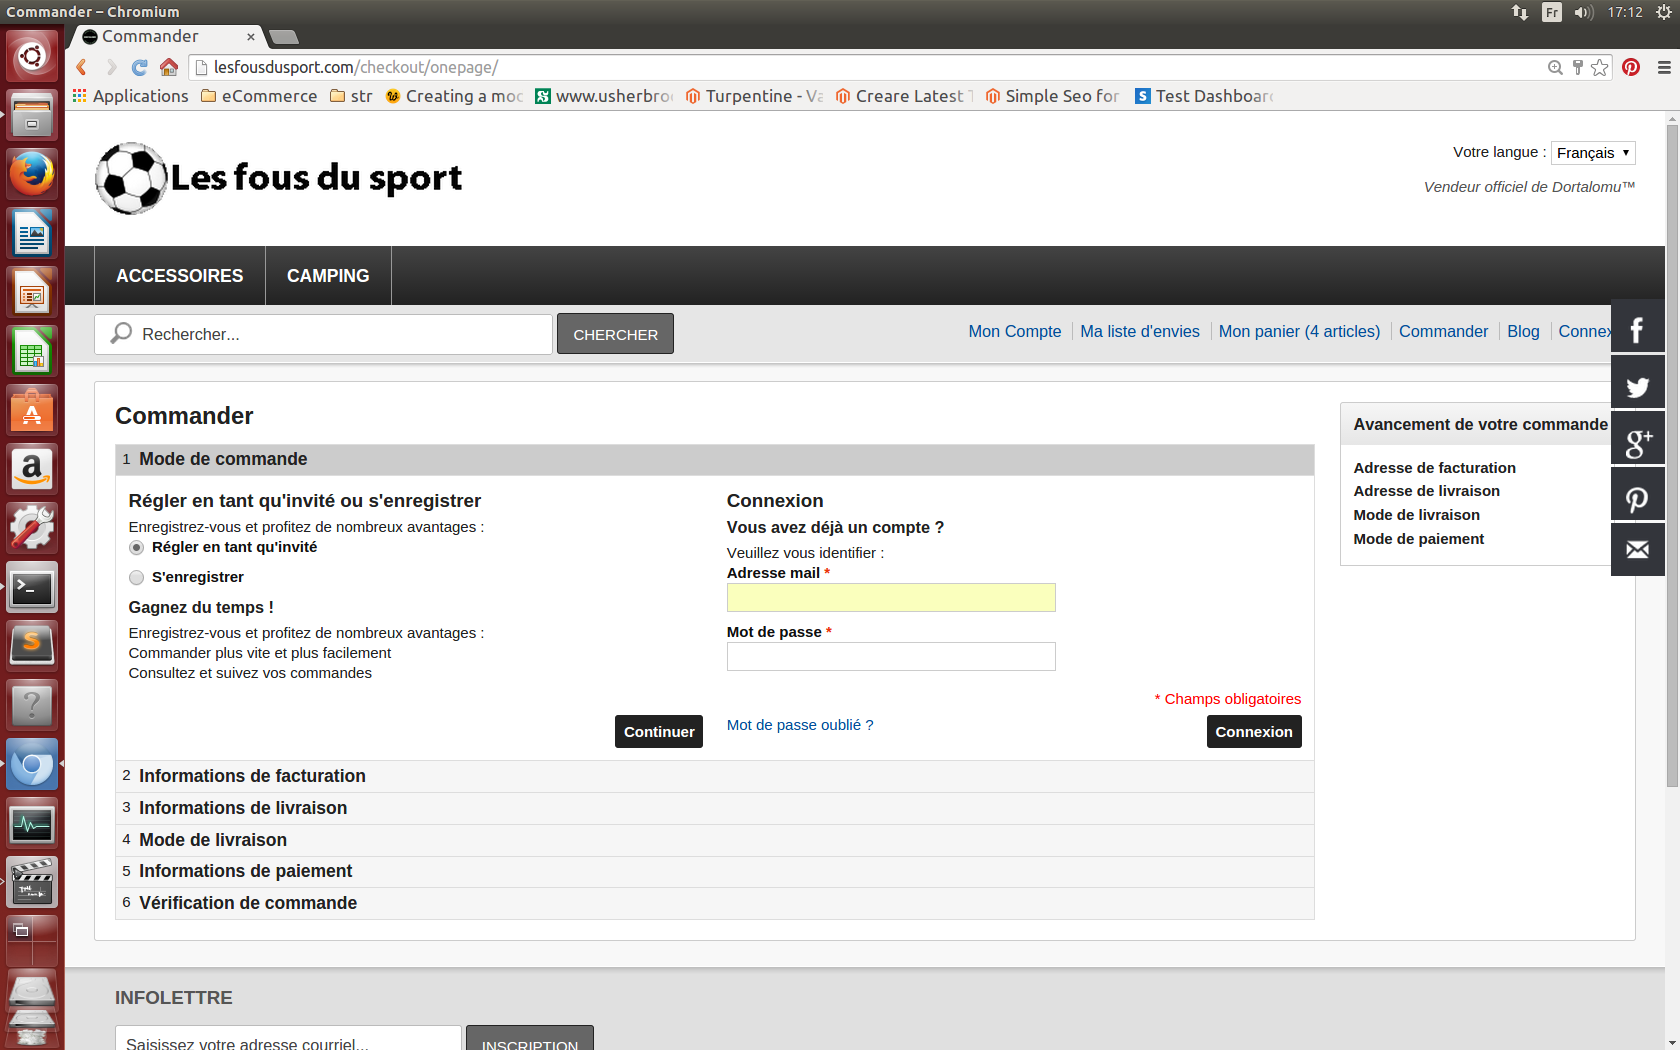 Commander – Chromium
Fr
17:12
Commander
lesfousdusport.com/checkout/onepage/
Applications
eCommerce
str
Creating a moc
www.usherbro
Turpentine - Va
Creare Latest
Simple Seo for
Test Dashboar
Les fous du sport
Votre langue : Français
Vendeur officiel de Dortalomu™
ACCESSOIRES
CAMPING
Rechercher...
CHERCHER
Mon Compte
Ma liste d'envies
Mon panier (4 articles)
Commander
Blog
Connex
Commander
1 Mode de commande
Régler en tant qu'invité ou s'enregistrer
Enregistrez-vous et profitez de nombreux avantages :
Régler en tant qu'invité
S'enregistrer
Gagnez du temps !
Enregistrez-vous et profitez de nombreux avantages :
Commander plus vite et plus facilement
Consultez et suivez vos commandes
Continuer
Connexion
Vous avez déjà un compte ?
Veuillez vous identifier :
Adresse mail *
Mot de passe *
* Champs obligatoires
Mot de passe oublié ?
Connexion
2 Informations de facturation
3 Informations de livraison
4 Mode de livraison
5 Informations de paiement
6 Vérification de commande
Avancement de votre commande
Adresse de facturation
Adresse de livraison
Mode de livraison
Mode de paiement
INFOLETTRE
Saisissez votre adresse courriel...
INSCRIPTION